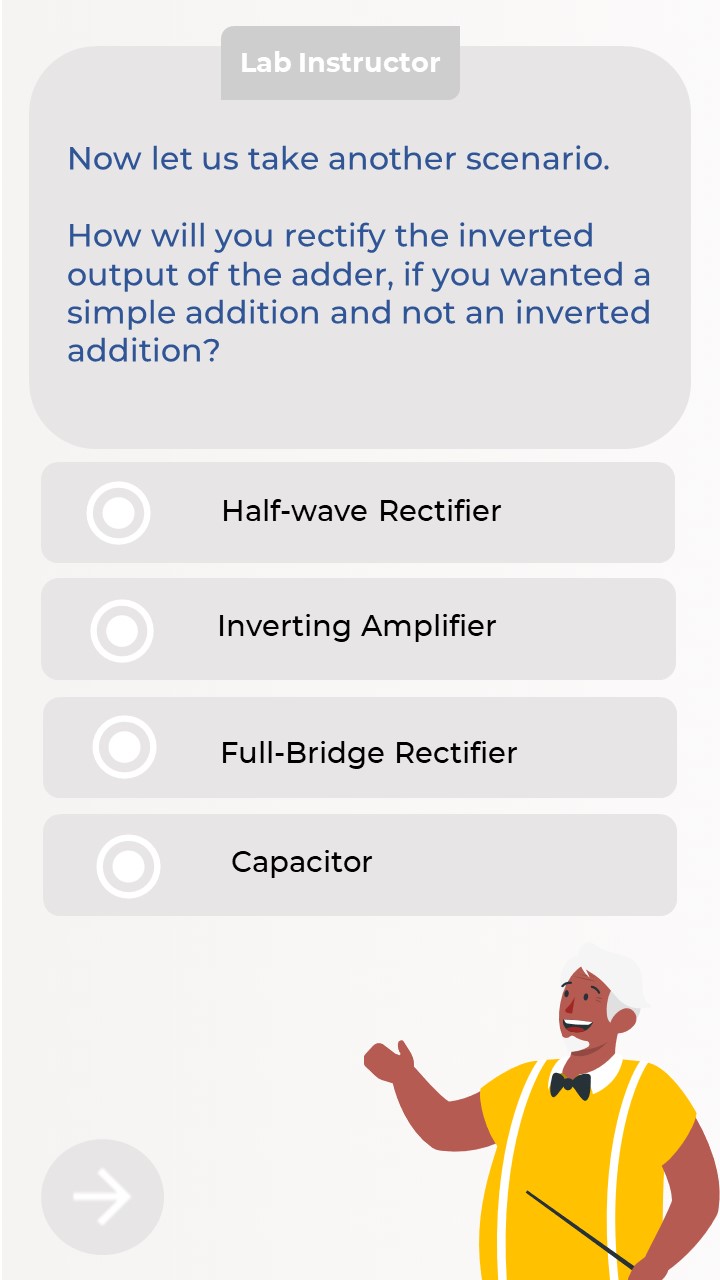 Lab Instructor
Now let us take another scenario.
How will you rectify the inverted
output of the adder, if you wanted a
simple addition and not an inverted
addition?
Half-wave Rectifier
Inverting Amplifier
Full-Bridge Rectifier
Capacitor